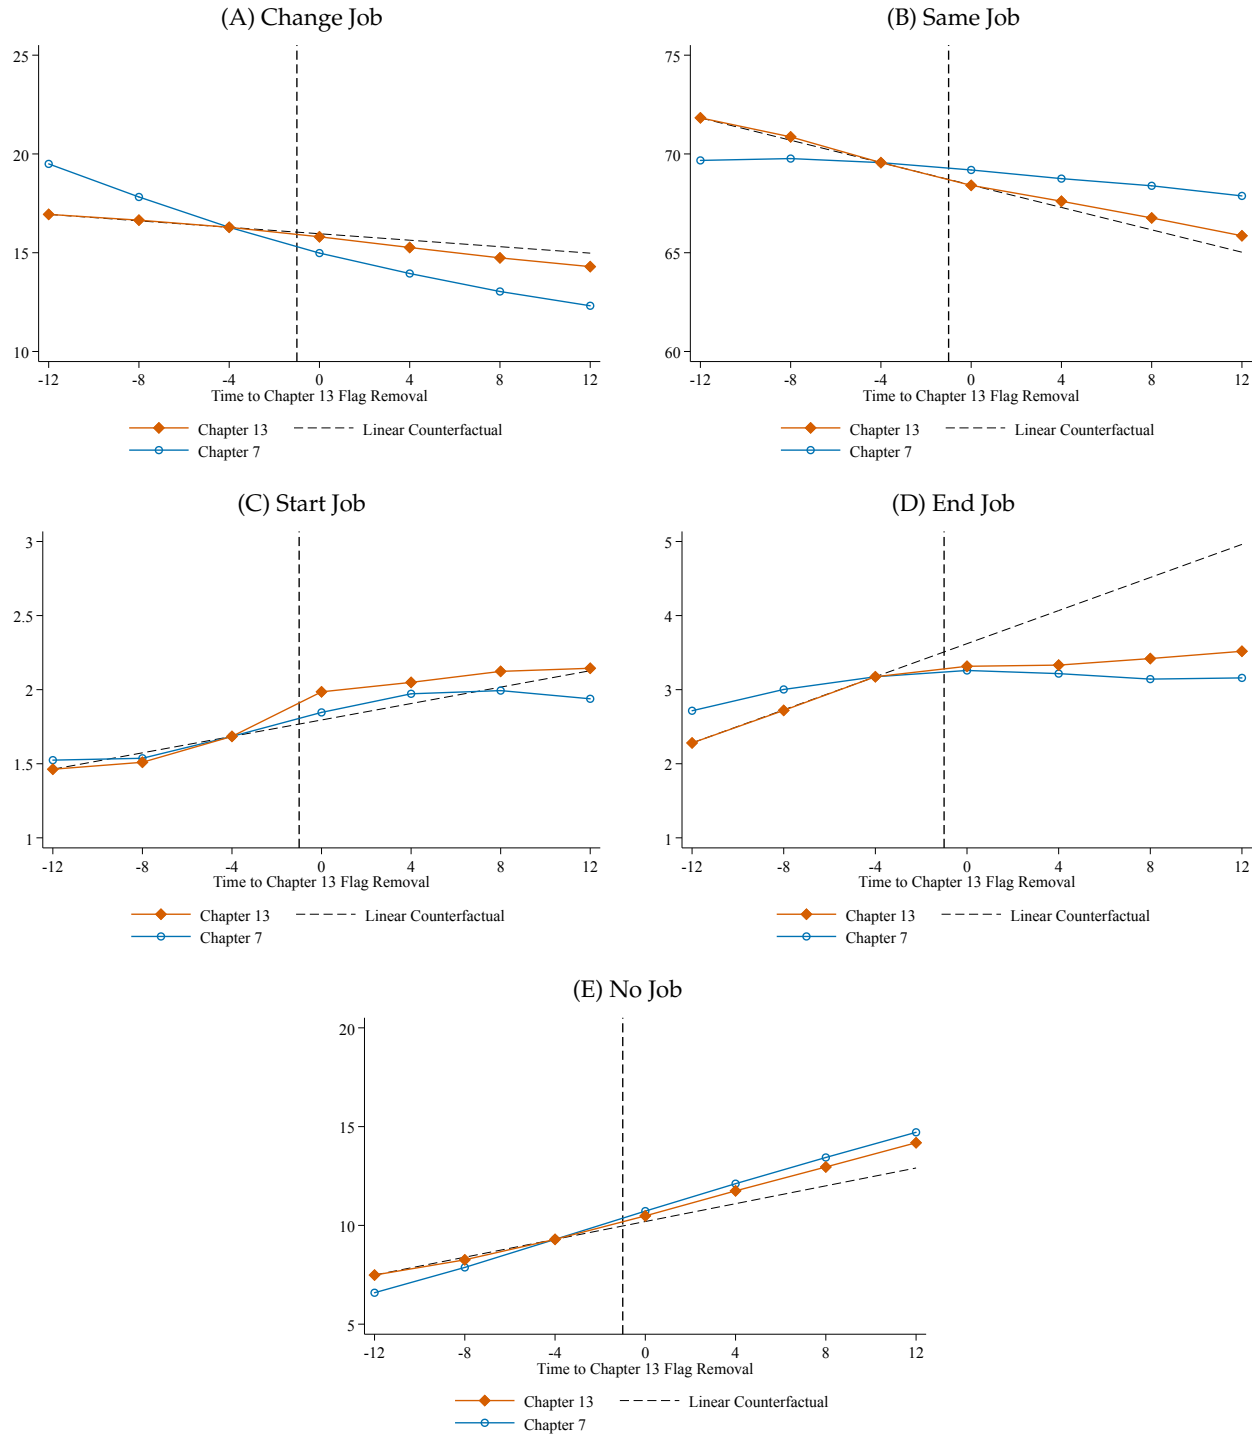 (A) Change Job
25
20
15
10
-12 -8 -4 0 4 8 12
Time to Chapter 13 Flag Removal
Chapter 13 Linear Counterfactual
Chapter 7
(B) Same Job
75
70
65
60
-12 -8 -4 0 4 8 12
Time to Chapter 13 Flag Removal
Chapter 13 Linear Counterfactual
Chapter 7
(C) Start Job
3
2.5
2
1.5
1
-12 -8 -4 0 4 8 12
Time to Chapter 13 Flag Removal
Chapter 13 Linear Counterfactual
Chapter 7
(D) End Job
5
4
3
2
1
-12 -8 -4 0 4 8 12
Time to Chapter 13 Flag Removal
Chapter 13 Linear Counterfactual
Chapter 7
(E) No Job
20
15
10
5
-12 -8 -4 0 4 8 12
Time to Chapter 13 Flag Removal
Chapter 13 Linear Counterfactual
Chapter 7